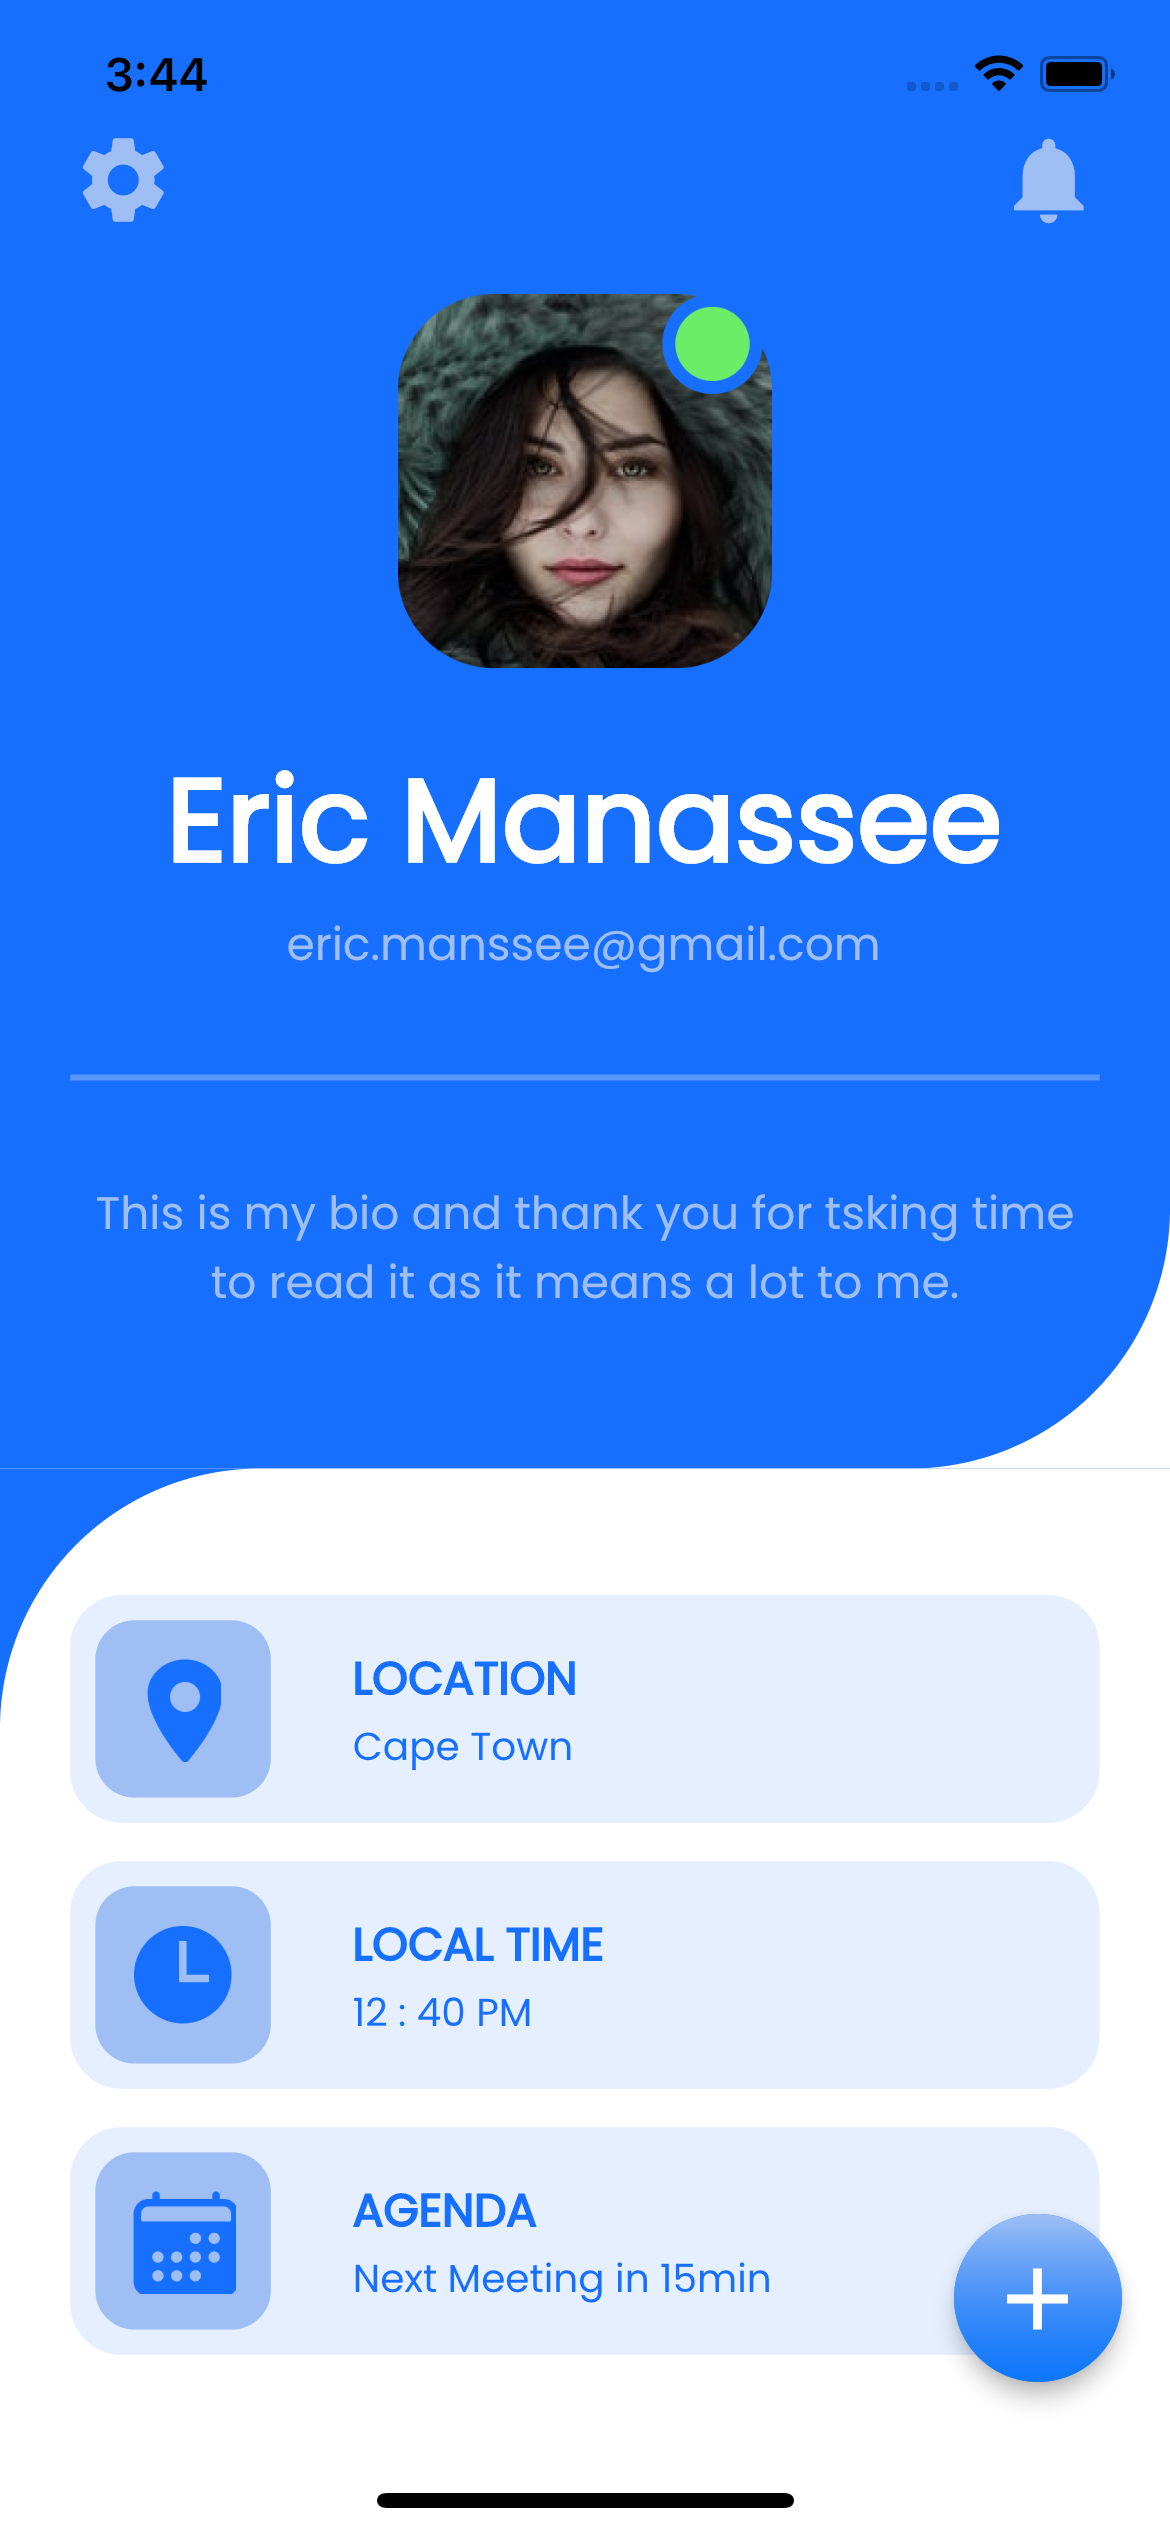 3:44
Eric Manassee
eric.manssee@gmail.com
This is my bio and thank you for tsking time
to read it as it means a lot to me.
LOCATION
Cape Town
LOCAL TIME
12 : 40 PM
AGENDA
Next Meeting in 15min